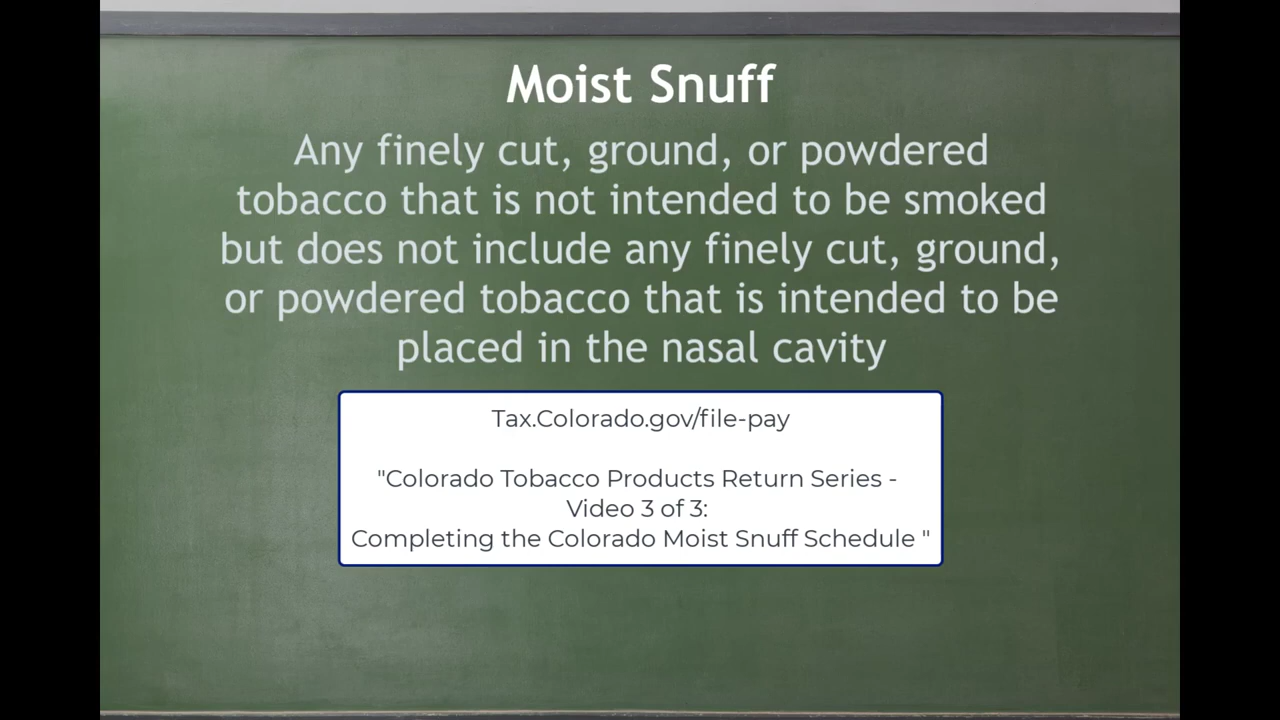 Moist Snuff
Any finely cut, ground, or powdered
tobacco that is not intended to be smoked
but does not include any finely cut, ground,
or powdered tobacco that is intended to be
placed in the nasal cavity
Tax.Colorado.gov/file-pay
"Colorado Tobacco Products Return Series -
Video 3 of 3:
Completing the Colorado Moist Snuff Schedule "